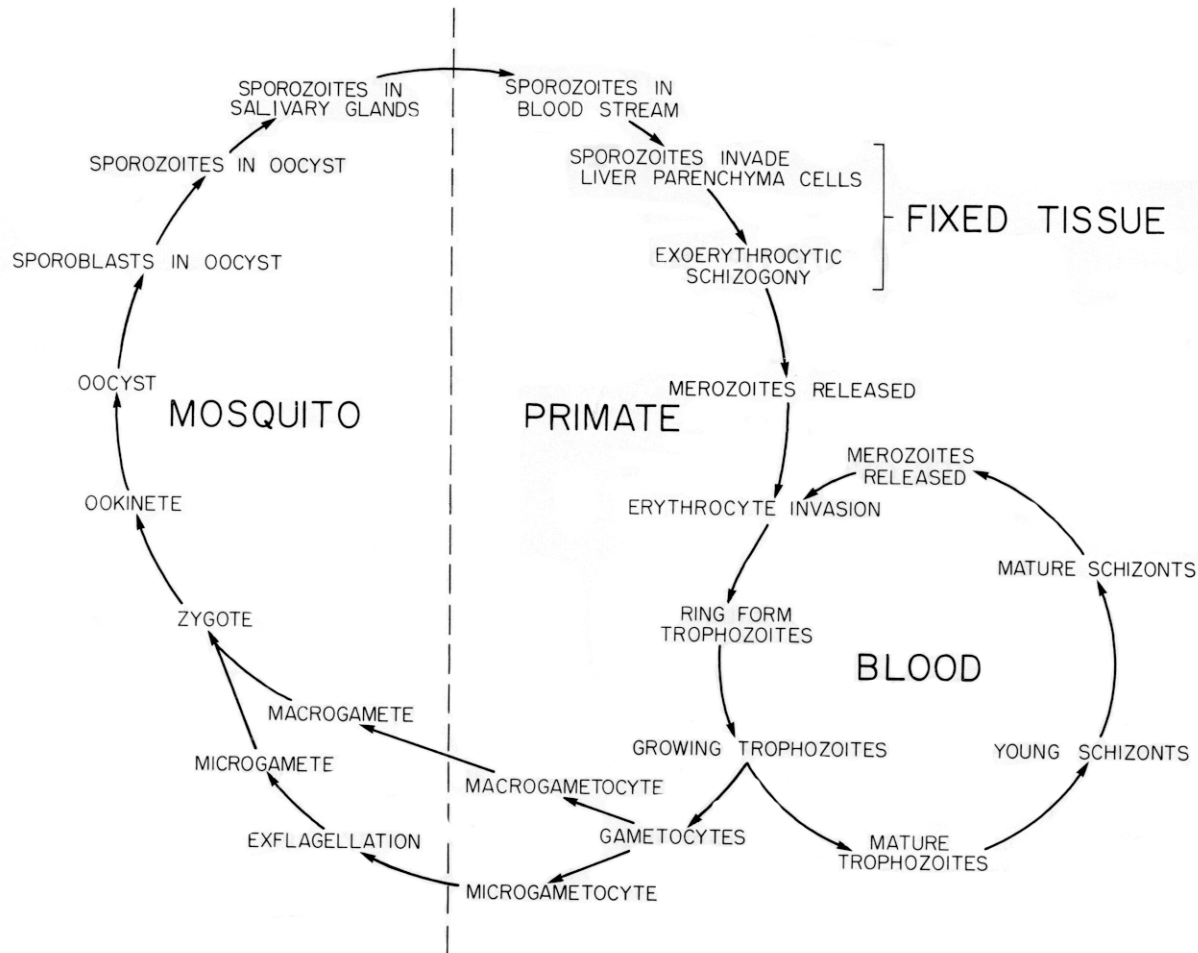 SPOROZOITES IN
SALIVARY GLANDS
SPOROZOITES IN
BLOOD STREAM
SPOROZOITES IN OOCYST
SPOROZOITES INVADE
LIVER PARENCHYMA CELLS
FIXED TISSUE
SPOROBLASTS IN OOCYST
EXOERYTHROCYTIC
SCHIZOGONY
OOCYST
MEROZOITES RELEASED
MOSQUITO
PRIMATE
MEROZOITES
RELEASED
OOKINETE
ERYTHROCYTE INVASION
MATURE SCHIZONTS
ZYGOTE
RING FORM
TROPHOZOITES
BLOOD
MACROGAMETE
GROWING TROPHOZOITES
YOUNG SCHIZONTS
MICROGAMETE
MACROGAMETOCYTE
GAMETOCYTES
EXFLAGELLATION
MATURE
TROPHOZOITES
MICROGAMETOCYTE